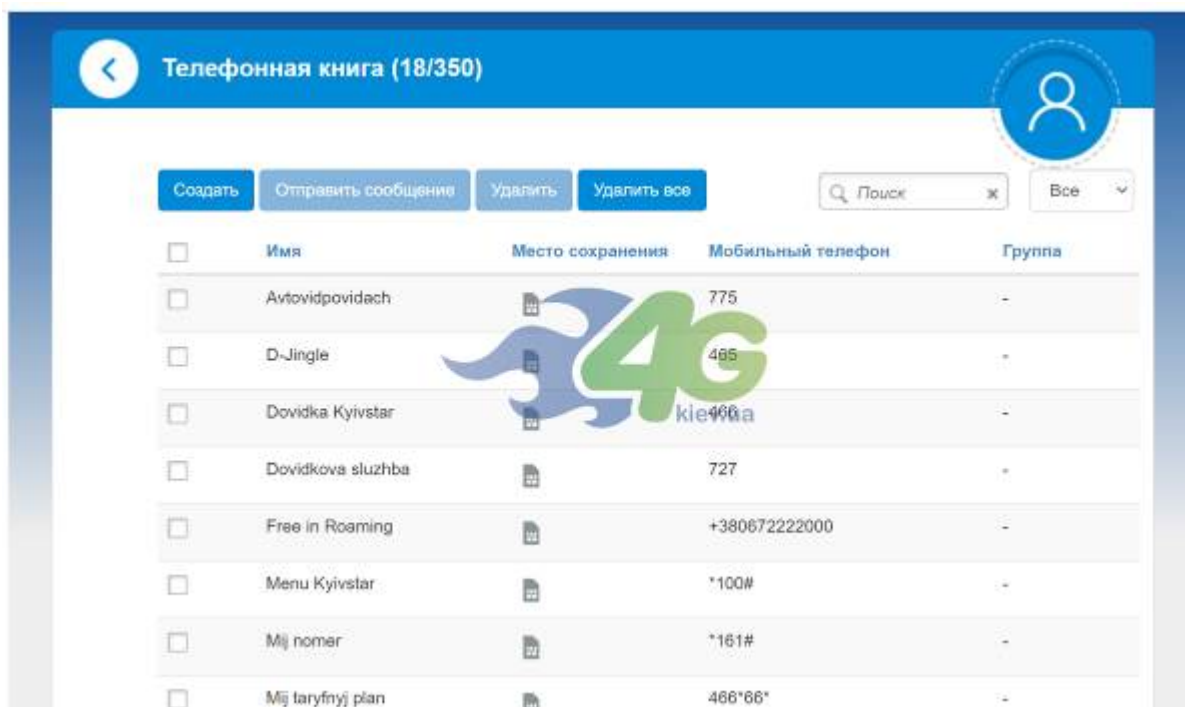 Телефонная книга (18/350)
Создать Отправить сообщение Удалить Удалить все Поиск Все
Имя Место сохранения Мобильный телефон Группа
Avtovidpovidach 775 -
D-Jingle 465 -
4G
Dovidka Kyivstar 466 -
Dovidkova sluzhba 727 -
Free in Roaming +380672222000 -
Menu Kyivstar *100# -
Mij nomer *161# -
Mij taryfnyj plan 466*66* -